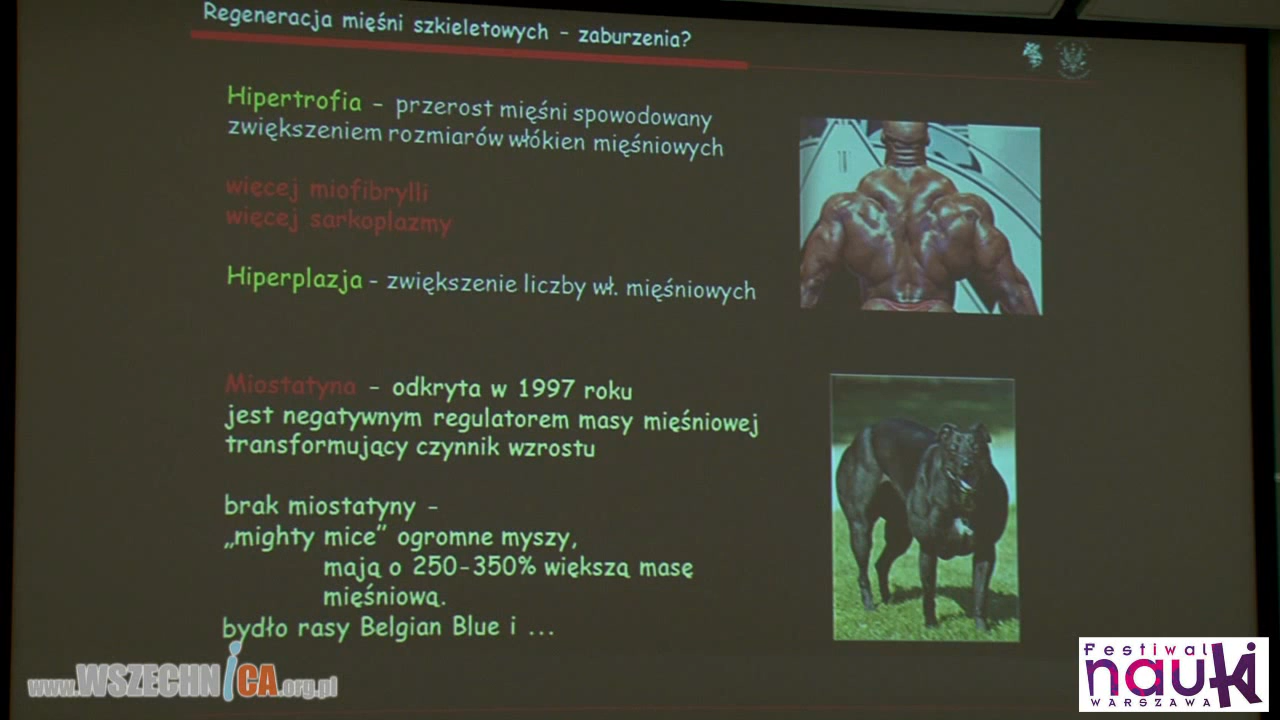 Regeneracja mięśni szkieletowych – zaburzenia?
Hipertrofia – przerost mięśni spowodowany
zwiększeniem rozmiarów włókien mięśniowych
więcej miofibrylli
więcej sarkoplazmy
Hiperplazja - zwiększenie liczby wł. mięśniowych
Miostatyna – odkryta w 1997 roku
jest negatywnym regulatorem masy mięśniowej
transformujący czynnik wzrostu
brak miostatyny –
„mighty mice” ogromne myszy,
mają o 250-350% większą masę
mięśniową.
bydło rasy Belgian Blue i ...
www.WSZECHNICA.org.pl
Festiwal
nauki
WARSZAWA